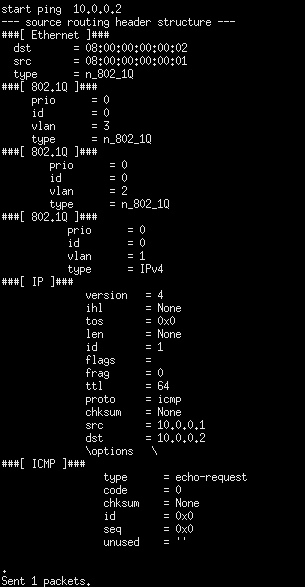 start ping  10.0.0.2
--- source routing header structure ---
###[ Ethernet ]###
  dst       = 08:00:00:00:00:02
  src       = 08:00:00:00:00:01
  type      = n_802_1Q
###[ 802.1Q ]###
     prio      = 0
     id        = 0
     vlan      = 3
     type      = n_802_1Q
###[ 802.1Q ]###
        prio      = 0
        id        = 0
        vlan      = 2
        type      = n_802_1Q
###[ 802.1Q ]###
           prio      = 0
           id        = 0
           vlan      = 1
           type      = IPv4
###[ IP ]###
              version   = 4
              ihl       = None
              tos       = 0x0
              len       = None
              id        = 1
              flags     =
              frag      = 0
              ttl       = 64
              proto     = icmp
              chksum    = None
              src       = 10.0.0.1
              dst       = 10.0.0.2
              \options   \
###[ ICMP ]###
                 type      = echo-request
                 code      = 0
                 chksum    = None
                 id        = 0x0
                 seq       = 0x0
                 unused    = ''
.
Sent 1 packets.